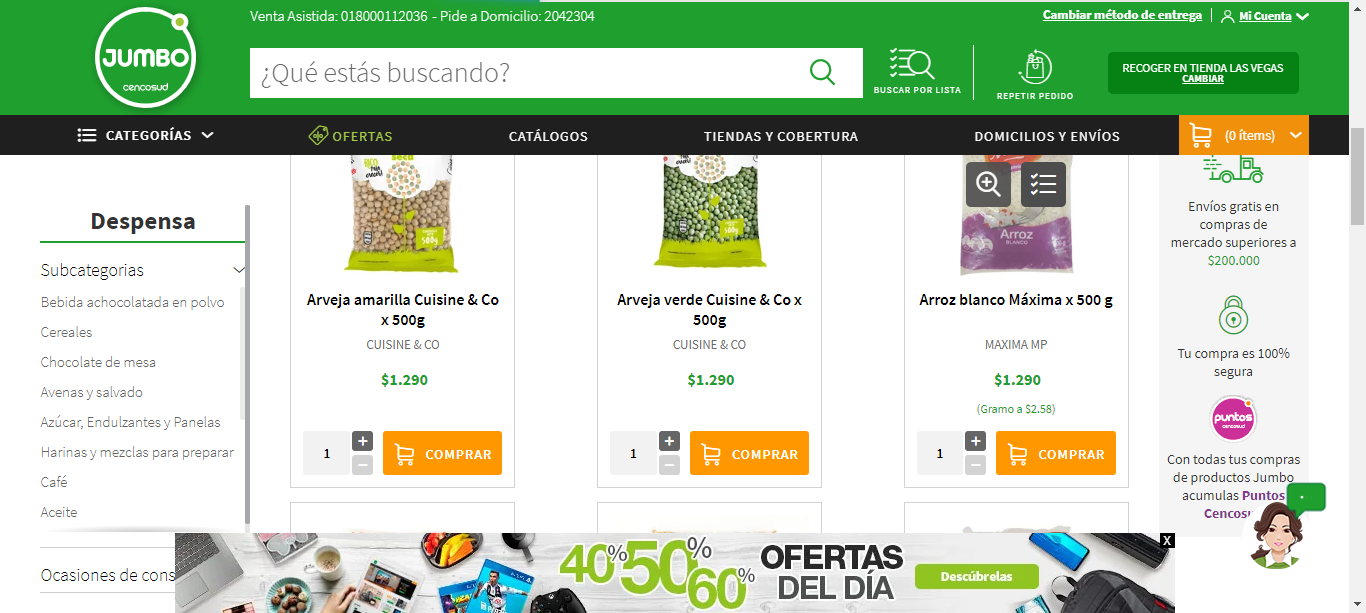 Venta Asistida: 018000112036 - Pide a Domicilio: 2042304
Cambiar método de entrega
Mi Cuenta
JUMBO
cencosud
¿Qué estás buscando?
BUSCAR POR LISTA
REPETIR PEDIDO
RECOGER EN TIENDA LAS VEGAS
CAMBIAR
CATEGORÍAS
OFERTAS
CATÁLOGOS
TIENDAS Y COBERTURA
DOMICILIOS Y ENVÍOS
(0 ítems)
Despensa
Subcategorias
Bebida achocolatada en polvo
Cereales
Chocolate de mesa
Avenas y salvado
Azúcar, Endulzantes y Panelas
Harinas y mezclas para preparar
Café
Aceite
Ocasiones de cons
seca
500g
Arveja amarilla Cuisine & Co
x 500g
CUISINE & CO
$1.290
1
+
−
COMPRAR
500g
Arveja verde Cuisine & Co x
500g
CUISINE & CO
$1.290
1
+
−
COMPRAR
Arroz
BLANCO
Arroz blanco Máxima x 500 g
MAXIMA MP
$1.290
(Gramo a $2.58)
1
+
−
COMPRAR
Envíos gratis en
compras de
mercado superiores a
$200.000
Tu compra es 100%
segura
puntos
cencosud
Con todas tus compras
de productos Jumbo
acumulas Puntos
Cencosu
40% 50% 60%
OFERTAS
DEL DÍA
Descúbrelas
X